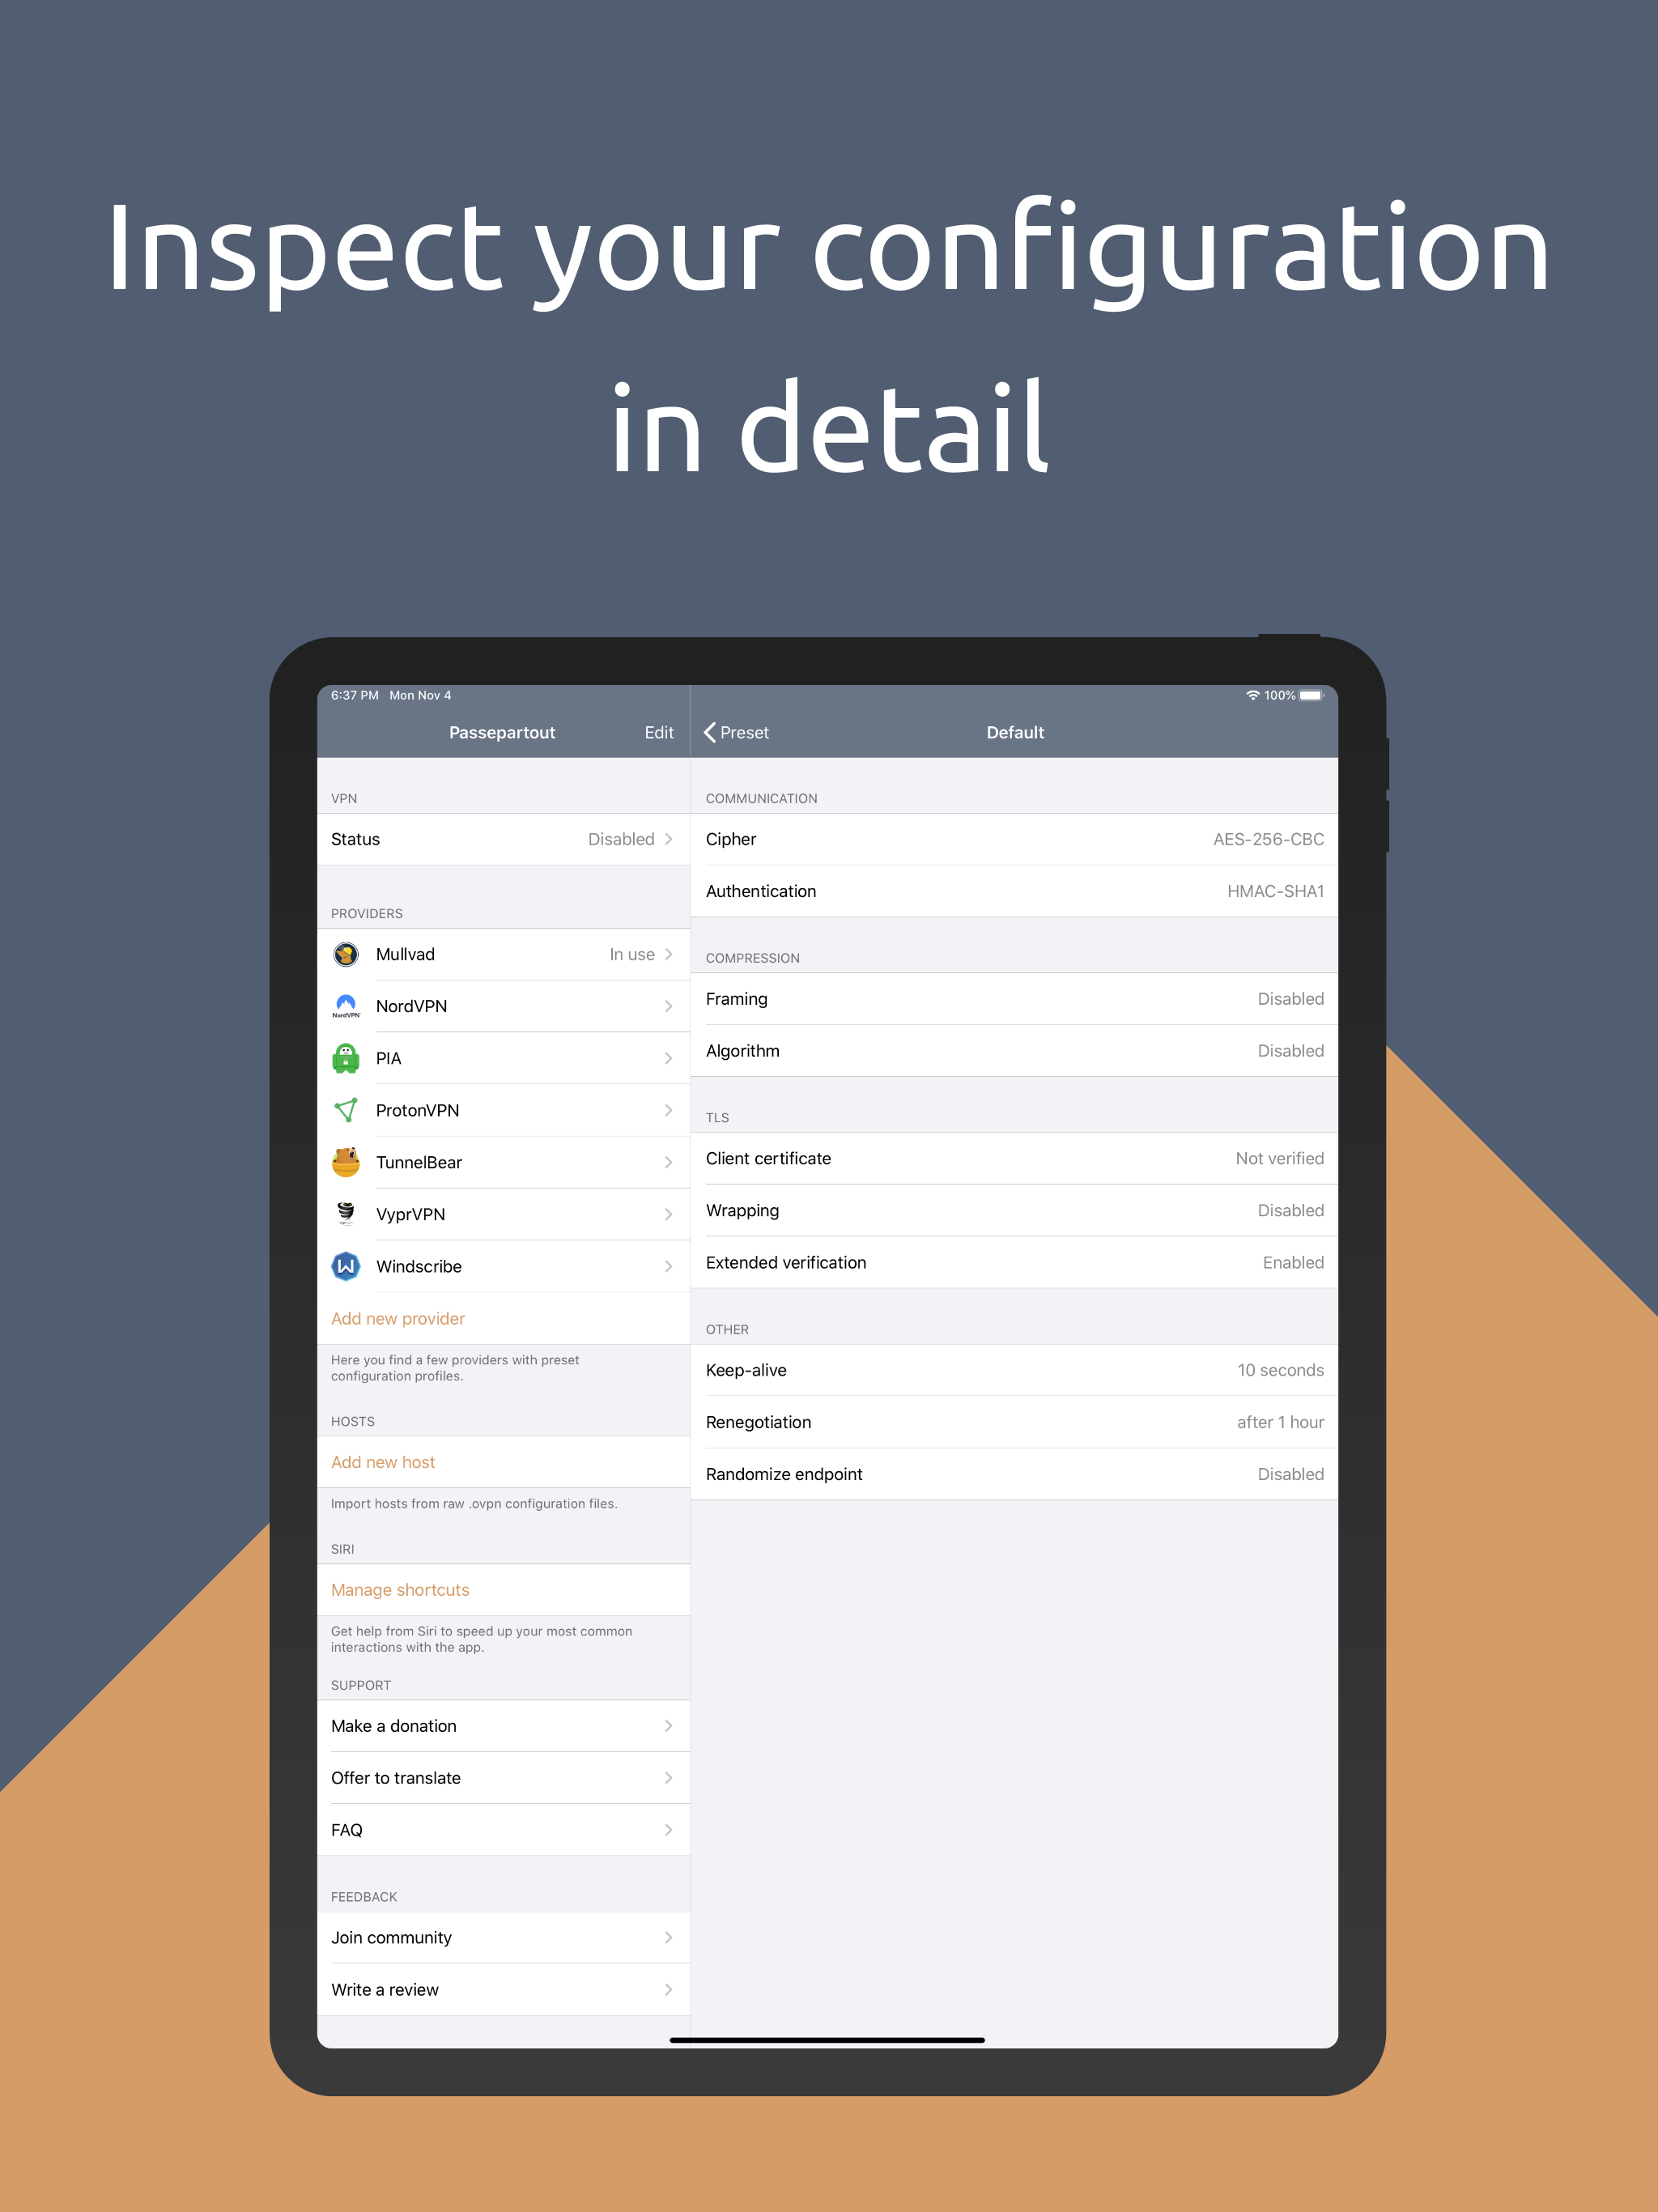 Inspect your configuration
in detail
6:37 PM Mon Nov 4
100%
Passepartout
Edit
Preset
Default
VPN
Status
Disabled
PROVIDERS
Mullvad
In use
NordVPN
NordVPN
PIA
ProtonVPN
TunnelBear
VyprVPN
Windscribe
Add new provider
Here you find a few providers with preset
configuration profiles.
HOSTS
Add new host
Import hosts from raw .ovpn configuration files.
SIRI
Manage shortcuts
Get help from Siri to speed up your most common
interactions with the app.
SUPPORT
Make a donation
Offer to translate
FAQ
FEEDBACK
Join community
Write a review
COMMUNICATION
Cipher
AES-256-CBC
Authentication
HMAC-SHA1
COMPRESSION
Framing
Disabled
Algorithm
Disabled
TLS
Client certificate
Not verified
Wrapping
Disabled
Extended verification
Enabled
OTHER
Keep-alive
10 seconds
Renegotiation
after 1 hour
Randomize endpoint
Disabled